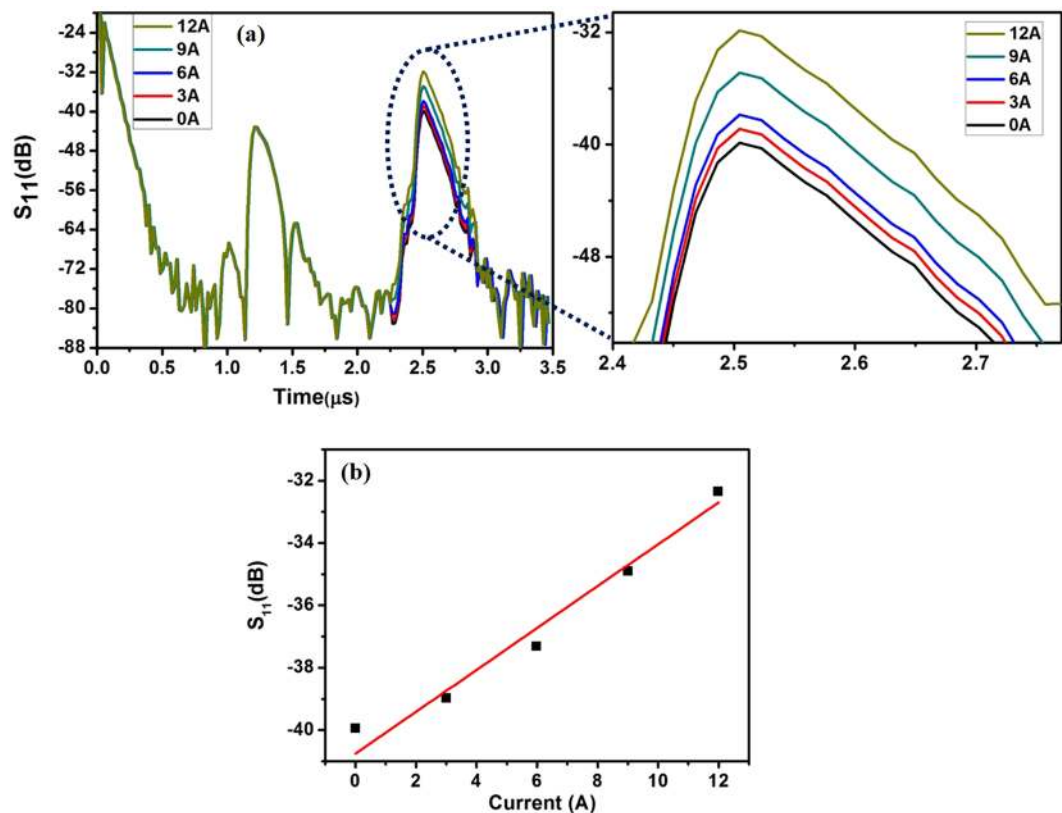 (a)
12A
9A
6A
3A
0A
-24
-32
-40
-48
-56
-64
-72
-80
-88
S11(dB)
0.0 0.5 1.0 1.5 2.0 2.5 3.0 3.5
Time(μs)
12A
9A
6A
3A
0A
-32
-40
-48
2.4 2.5 2.6 2.7
(b)
-32
-34
-36
-38
-40
S11(dB)
0 2 4 6 8 10 12
Current (A)